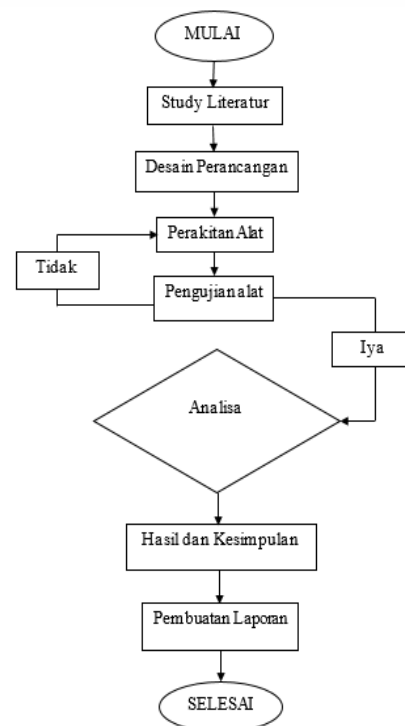 MULAI
Study Literatur
Desain Perancangan
Perakitan Alat
Tidak
Pengujian alat
Iya
Analisa
Hasil dan Kesimpulan
Pembuatan Laporan
SELESAI